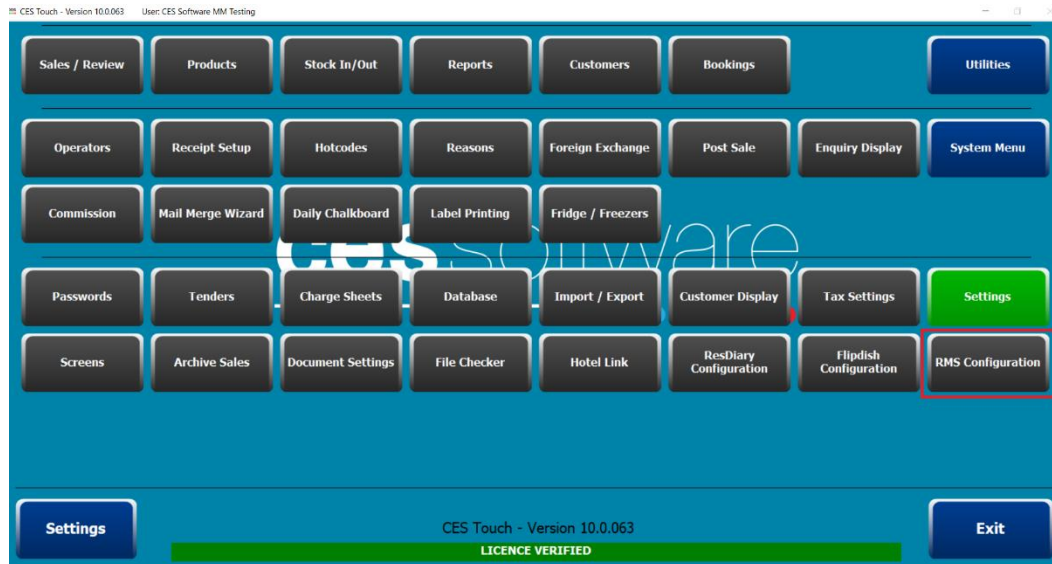 CES Touch - Version 10.0.063 User: CES Software MM Testing
Sales / Review
Products
Stock In/Out
Reports
Customers
Bookings
Utilities
Operators
Receipt Setup
Hotcodes
Reasons
Foreign Exchange
Post Sale
Enquiry Display
System Menu
Commission
Mail Merge Wizard
Daily Chalkboard
Label Printing
Fridge / Freezers
ces software
Passwords
Tenders
Charge Sheets
Database
Import / Export
Customer Display
Tax Settings
Settings
Screens
Archive Sales
Document Settings
File Checker
Hotel Link
ResDiary
Configuration
Flipdish
Configuration
RMS Configuration
Settings
CES Touch - Version 10.0.063
LICENCE VERIFIED
Exit